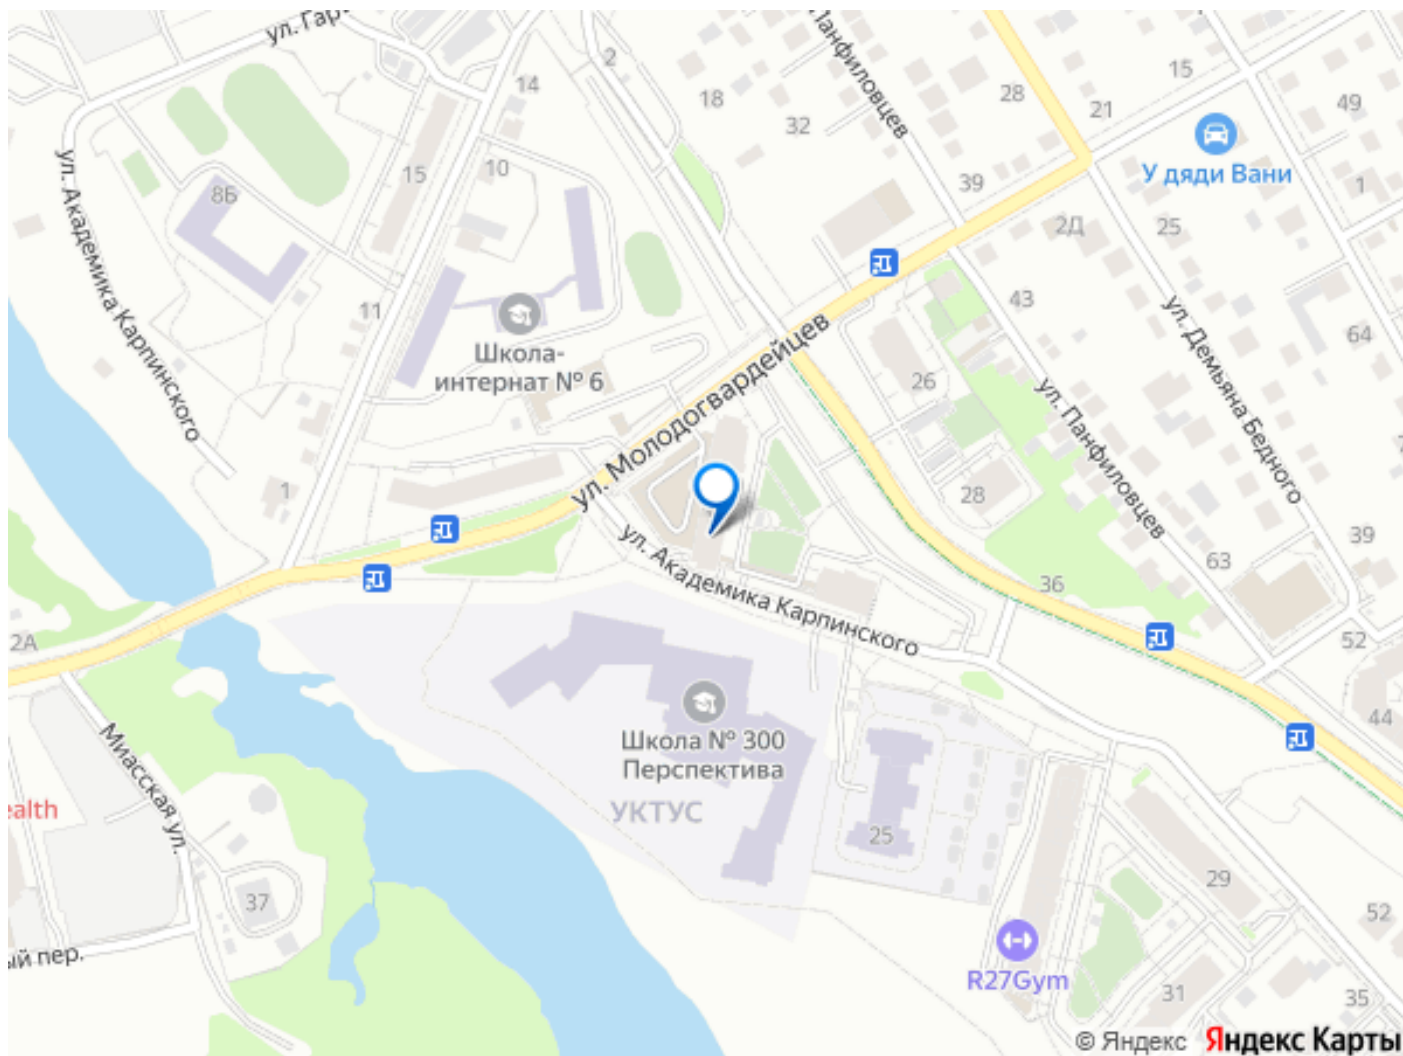 ул. Гар
2
Панфиловцев
14
18
32
28
15
21
49
ул. Академика Карпинского
15
10
8Б
39
У дяди Вани
1
2Д
25
11
43
Школа-
интернат № 6
ул. Молодогвардейцев
26
ул. Панфиловцев
ул. Демьяна Бедного
64
1
28
ул. Академика Карпинского
39
63
36
2А
52
44
Школа № 300
Перспектива
УКТУС
Миасская ул.
ealth
25
29
37
52
ый пер.
R27Gym
31
35
© Яндекс Яндекс Карты